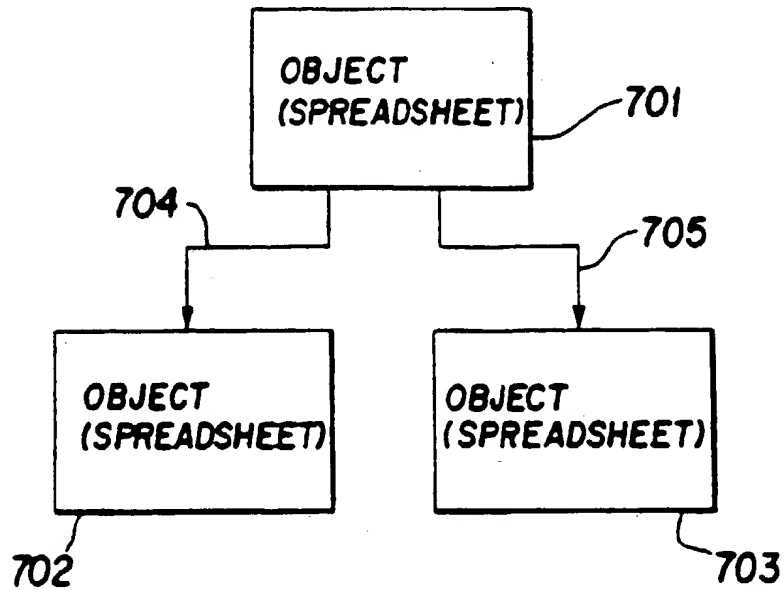 OBJECT
(SPREADSHEET)
701
704
705
OBJECT
(SPREADSHEET)
OBJECT
(SPREADSHEET)
702
703